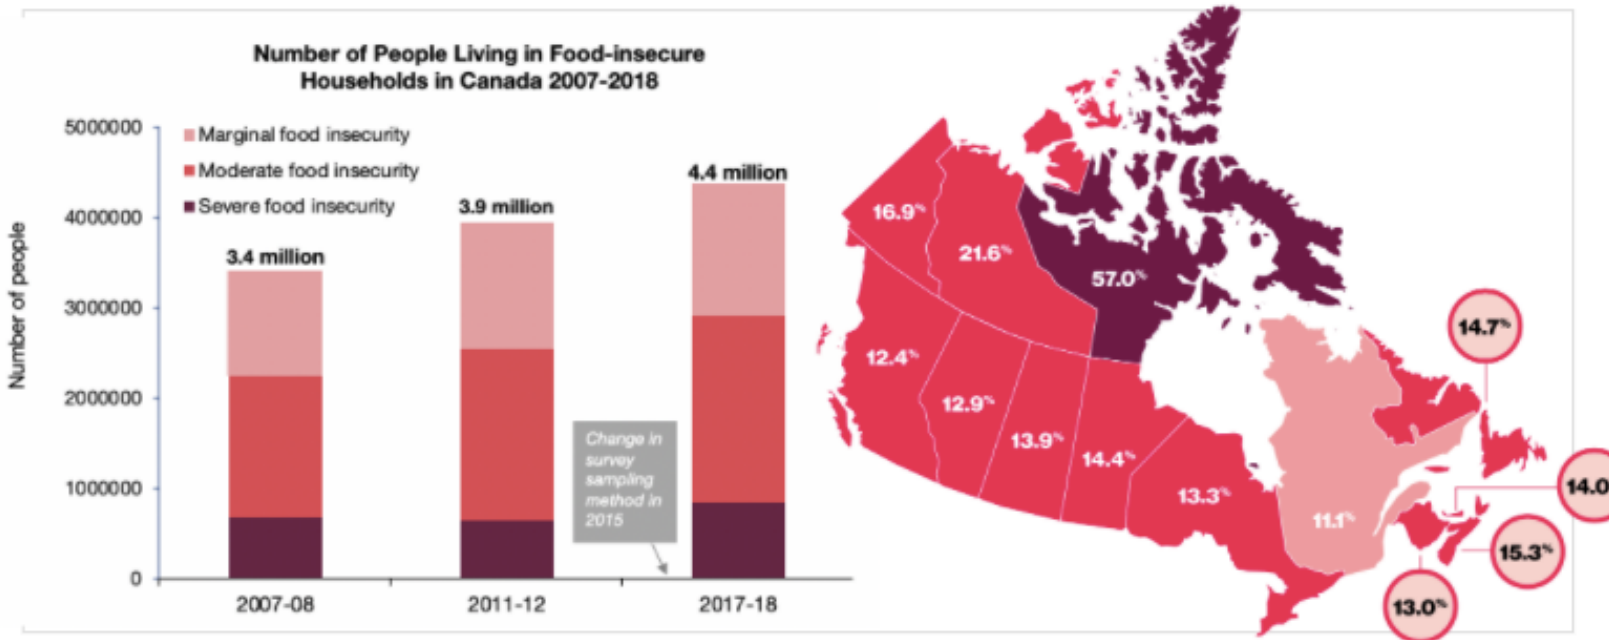 Number of People Living in Food-insecure
Households in Canada 2007-2018
Number of people
5000000
4000000
3000000
2000000
1000000
0
Marginal food insecurity
Moderate food insecurity
Severe food insecurity
3.4 million
3.9 million
4.4 million
Change in
survey
sampling
method in
2015
2007-08
2011-12
2017-18
16.9%
21.6%
57.0%
12.4%
12.9%
13.9%
14.4%
13.3%
11.1%
14.7%
14.0
15.3%
13.0%